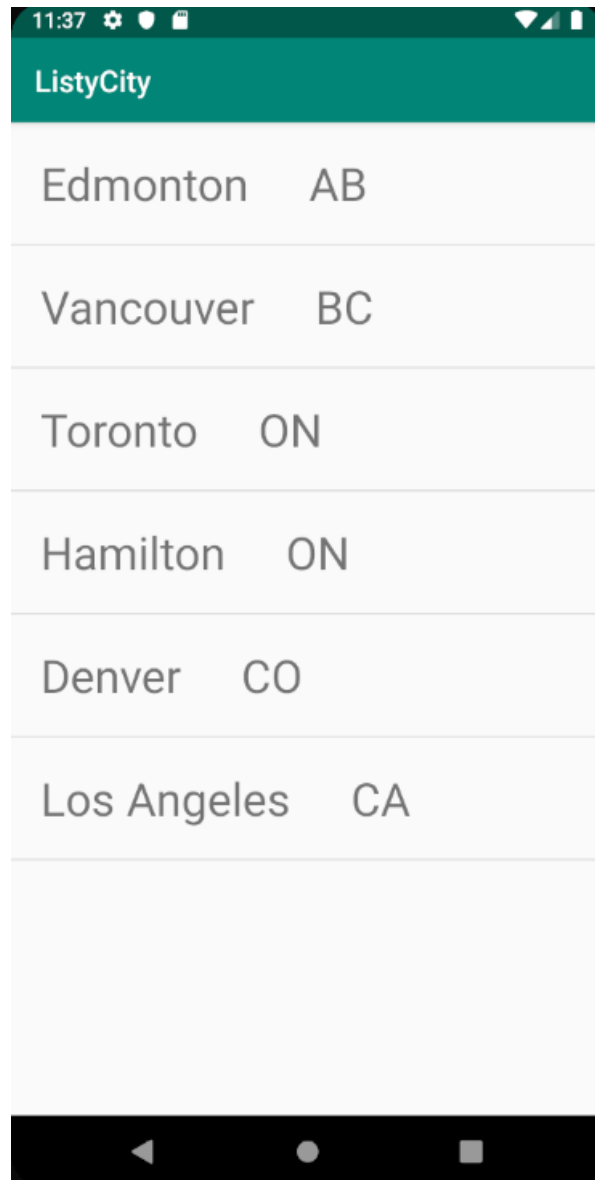 11:37
ListyCity
Edmonton AB
Vancouver BC
Toronto ON
Hamilton ON
Denver CO
Los Angeles CA